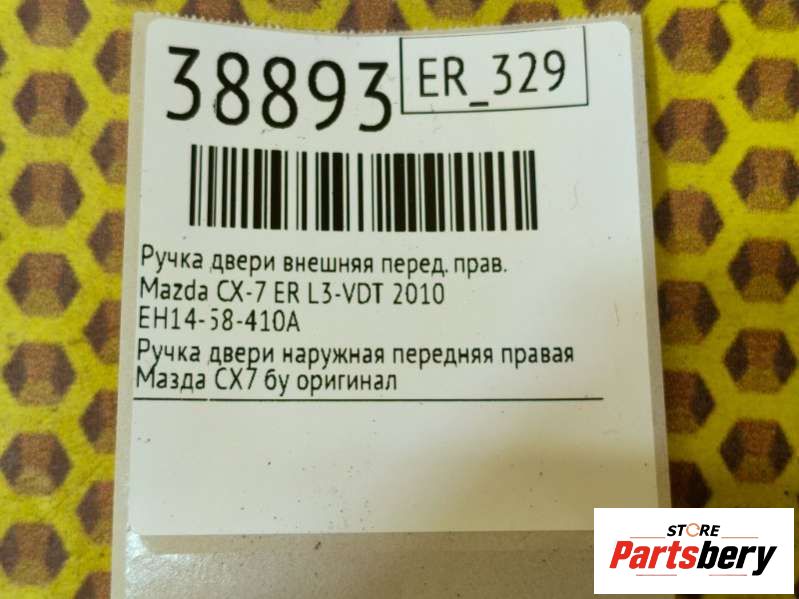 38893
ER_329
Ручка двери внешняя перед. прав.
Mazda CX-7 ER L3-VDT 2010
EH14-58-410A
Ручка двери наружная передняя правая
Мазда СХ7 бу оригинал
STORE
Partsbery